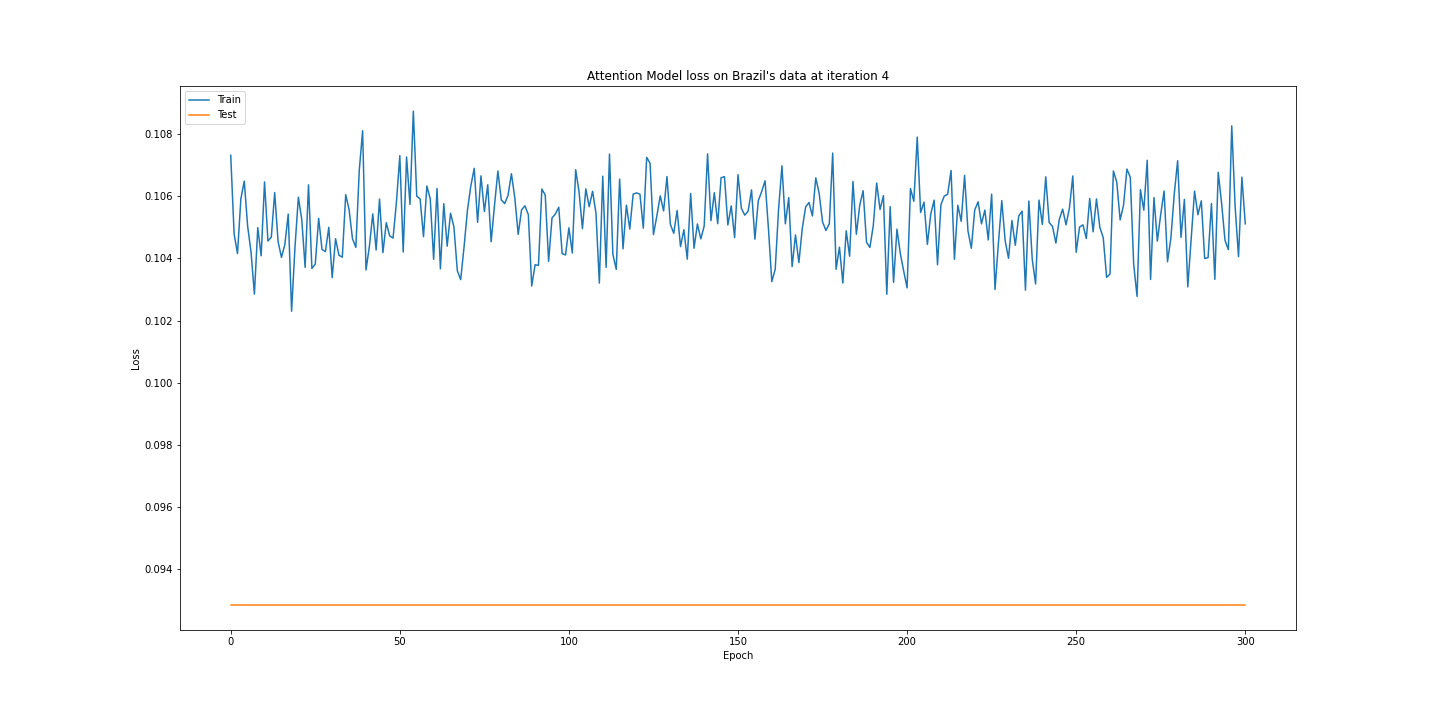 Attention Model loss on Brazil's data at iteration 4
Train
Test
0.108
0.106
0.104
0.102
0.100
0.098
0.096
0.094
Loss
0 50 100 150 200 250 300
Epoch